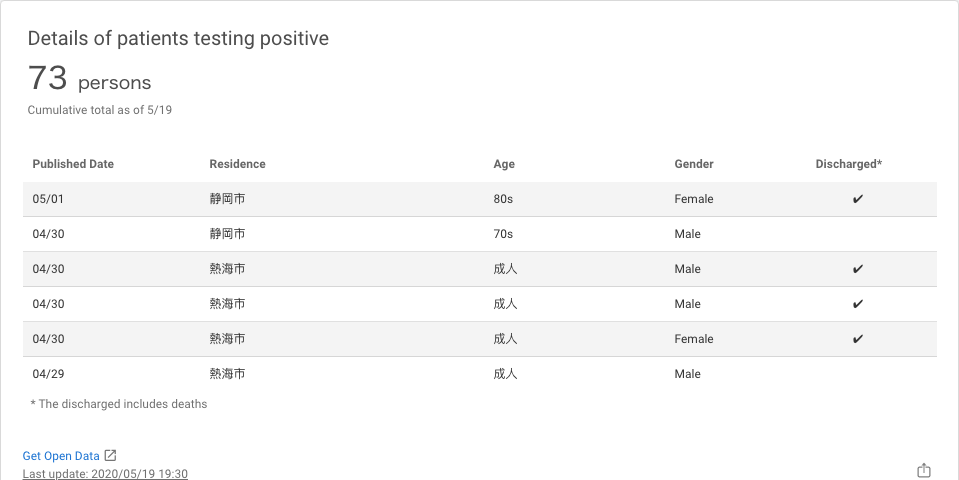 Details of patients testing positive
73 persons
Cumulative total as of 5/19
Published Date Residence Age Gender Discharged*
05/01 静岡市 80s Female ✔
04/30 静岡市 70s Male
04/30 熱海市 成人 Male ✔
04/30 熱海市 成人 Male ✔
04/30 熱海市 成人 Female ✔
04/29 熱海市 成人 Male
* The discharged includes deaths
Get Open Data
Last update: 2020/05/19 19:30